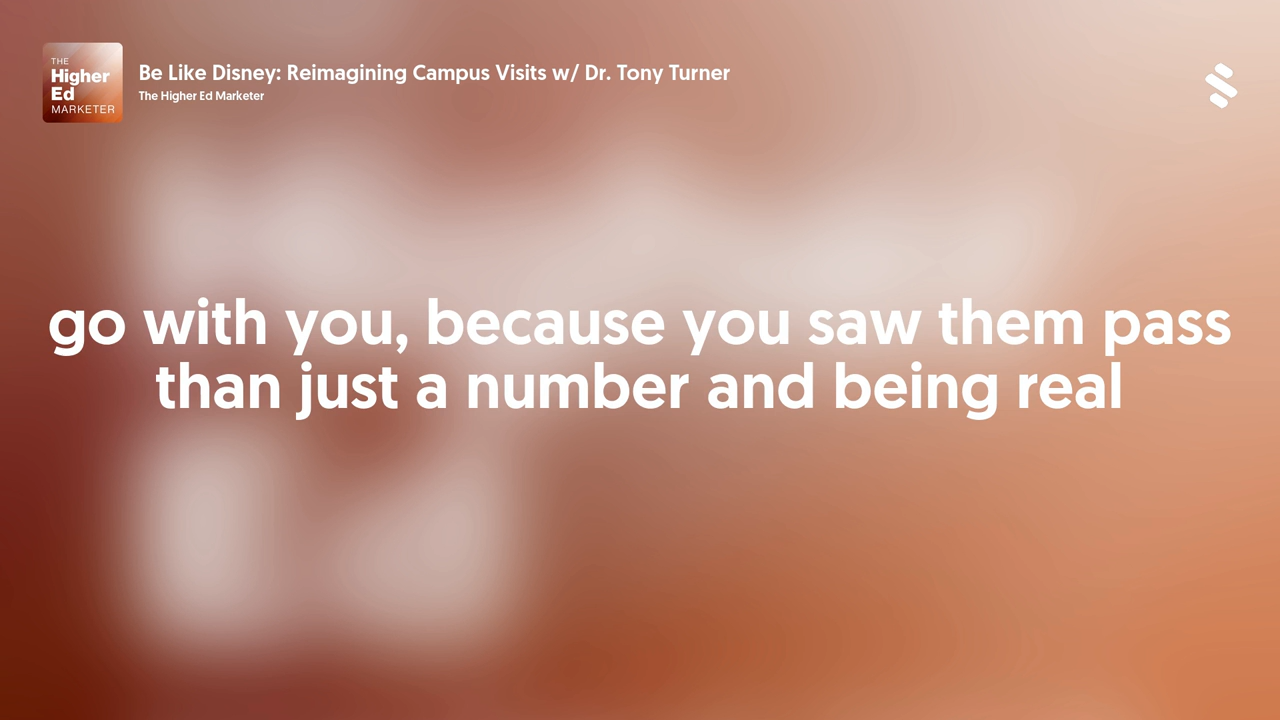 THE
Higher
Ed
MARKETER
Be Like Disney: Reimagining Campus Visits w/ Dr. Tony Turner
The Higher Ed Marketer
go with you, because you saw them pass
than just a number and being real